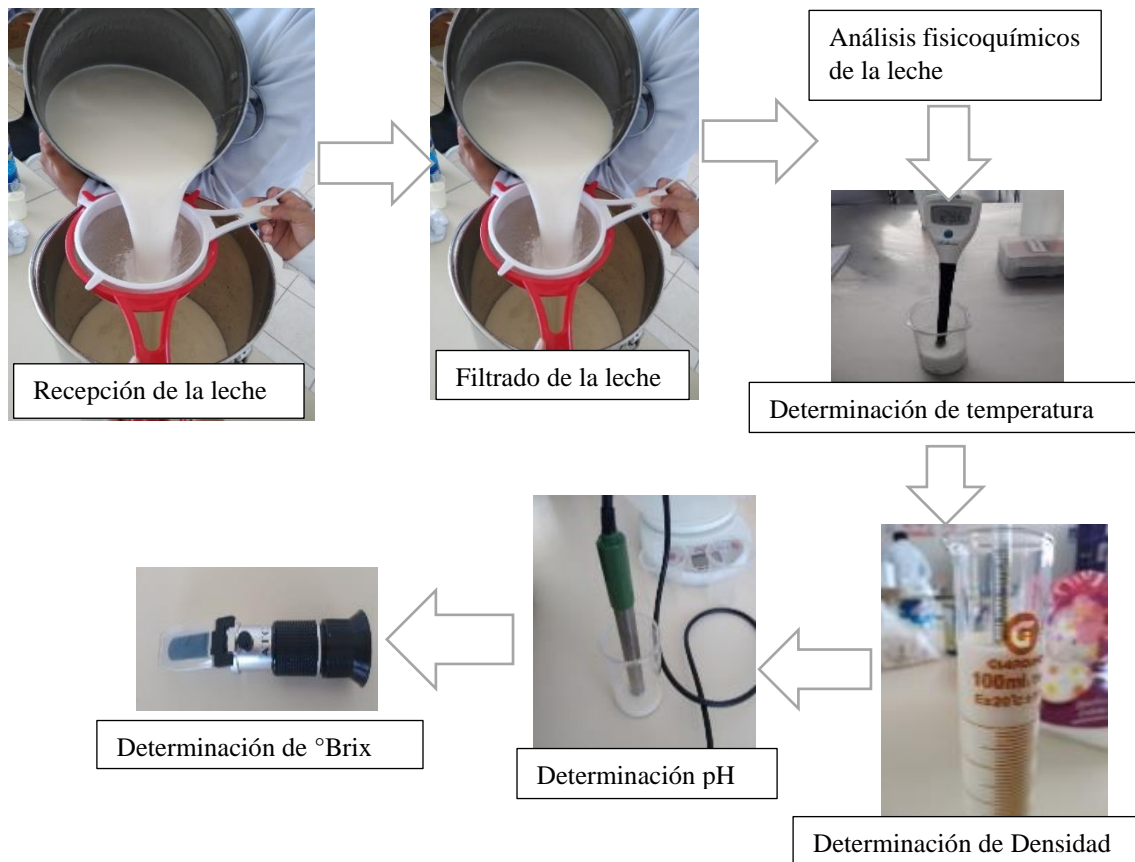 Recepción de la leche
Filtrado de la leche
Análisis fisicoquímicos
de la leche
Determinación de temperatura
Determinación de Densidad
100ml
Determinación pH
Determinación de °Brix